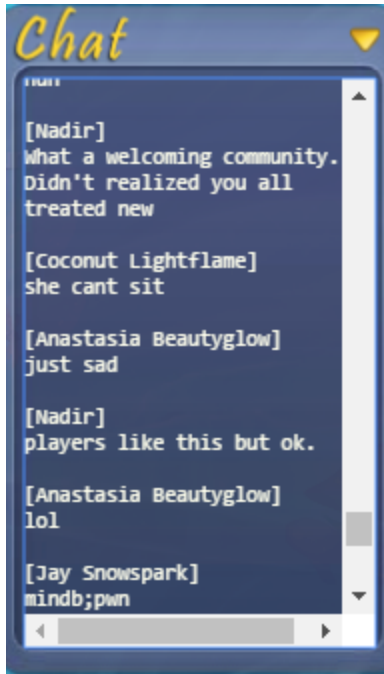 Chat
[Nadir]
What a welcoming community.
Didn't realized you all
treated new
[Coconut Lightflame]
she cant sit
[Anastasia Beautyglow]
just sad
[Nadir]
players like this but ok.
[Anastasia Beautyglow]
lol
[Jay Snowspark]
mindb;pwn